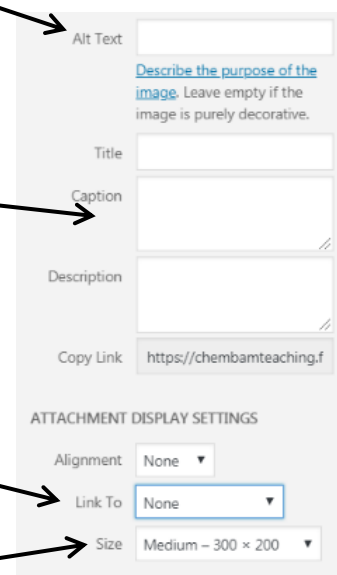 Alt Text
Describe the purpose of the
image. Leave empty if the
image is purely decorative.
Title
Caption
Description
Copy Link https://chembamteaching.f
ATTACHMENT DISPLAY SETTINGS
Alignment None
Link To None
Size Medium – 300 × 200